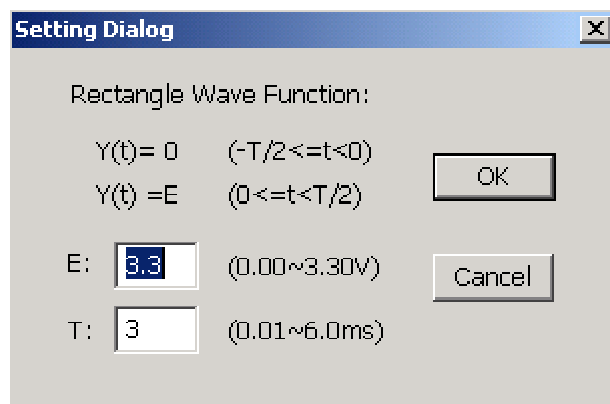 Setting Dialog
Rectangle Wave Function:
Y(t)= 0 (-T/2<=t<0)
Y(t) =E (0<=t<T/2)
OK
E: 3.3 (0.00~3.30V)
Cancel
T: 3 (0.01~6.0ms)